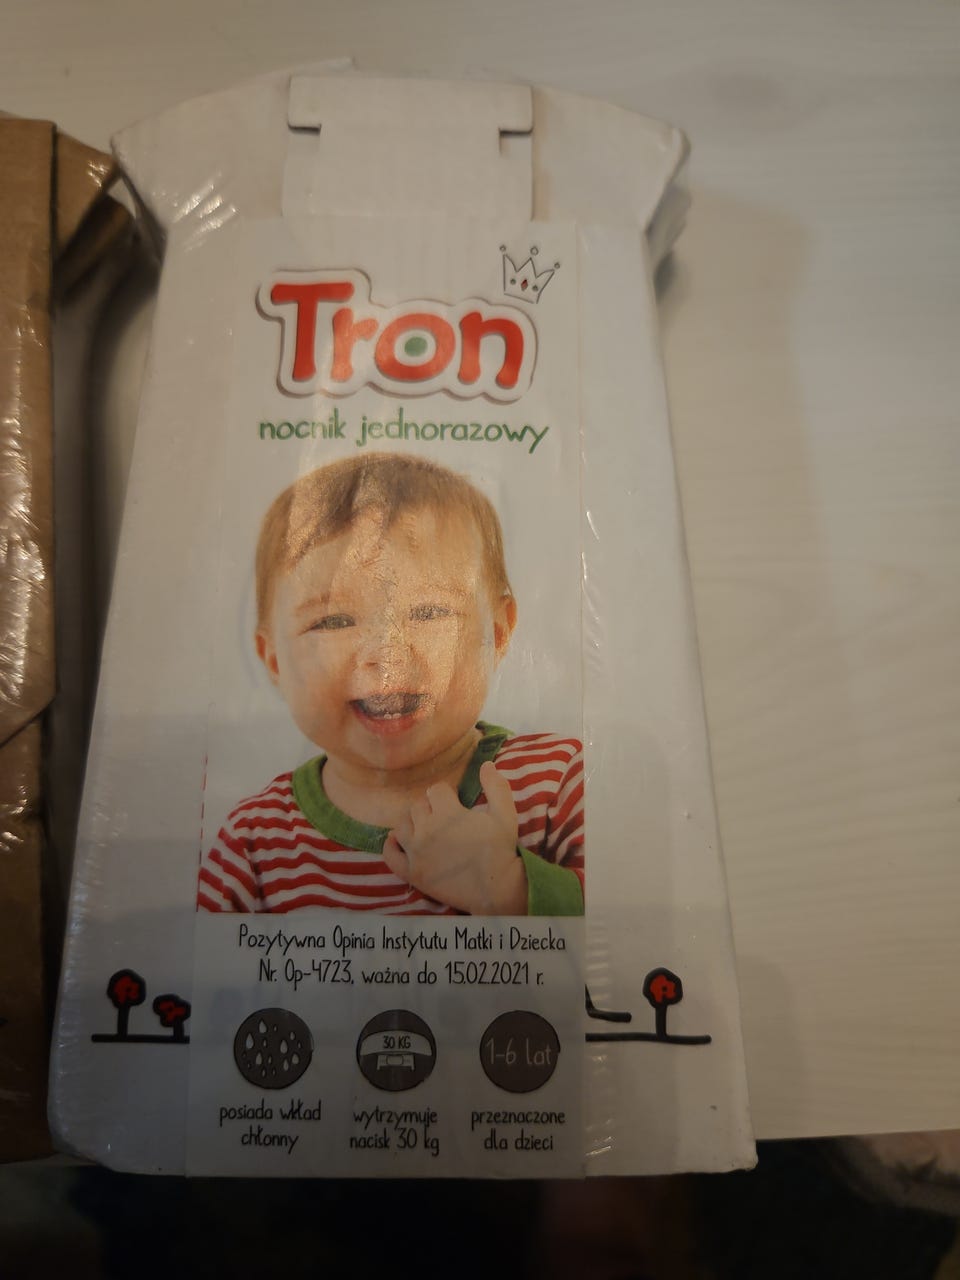 Tron
nocnik jednorazowy
Pozytywna Opinia Instytutu Matki i Dziecka
Nr. Op-4723, ważna do 15.02.2021 r.
30 KG
1-6 lat
posiada wkład
chłonny
wytrzymuje
nacisk 30 kg
przeznaczone
dla dzieci